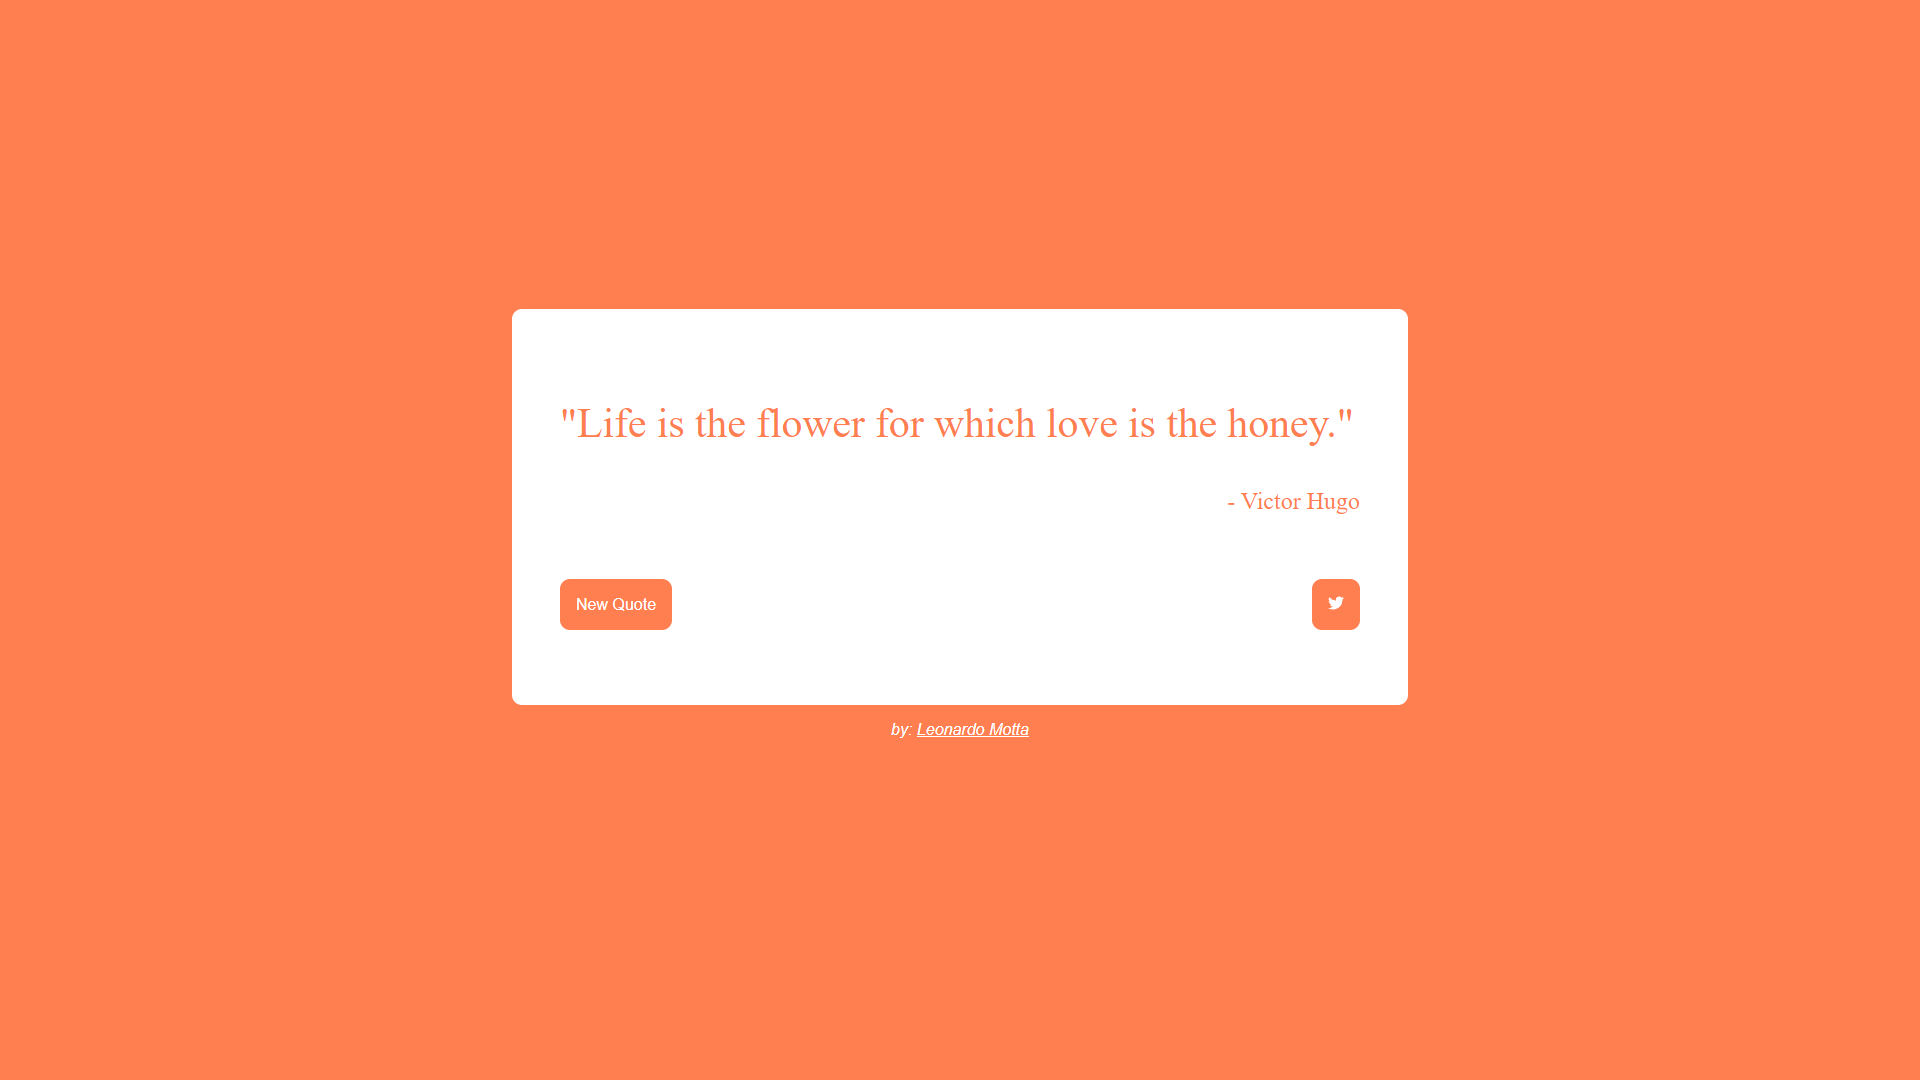 "Life is the flower for which love is the honey."
- Victor Hugo
New Quote
by: Leonardo Motta